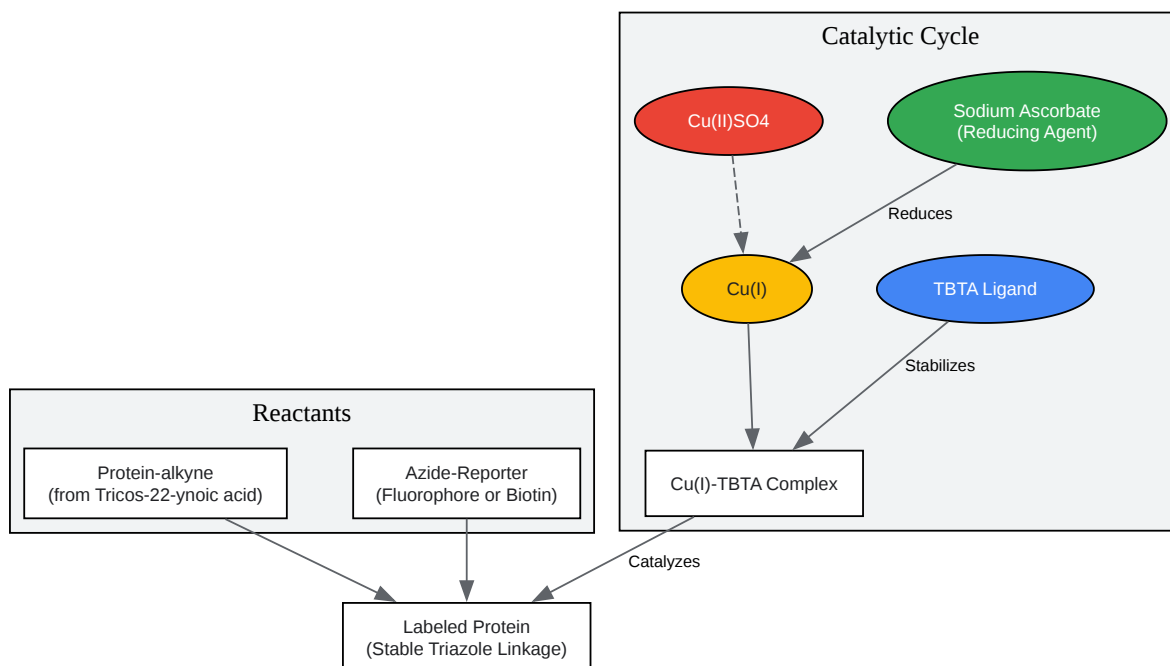 Catalytic Cycle
Cu(II)SO4
Sodium Ascorbate
(Reducing Agent)
Reduces
Cu(I)
TBTA Ligand
Stabilizes
Reactants
Protein-alkyne
(from Tricos-22-ynoic acid)
Azide-Reporter
(Fluorophore or Biotin)
Cu(I)-TBTA Complex
Catalyzes
Labeled Protein
(Stable Triazole Linkage)